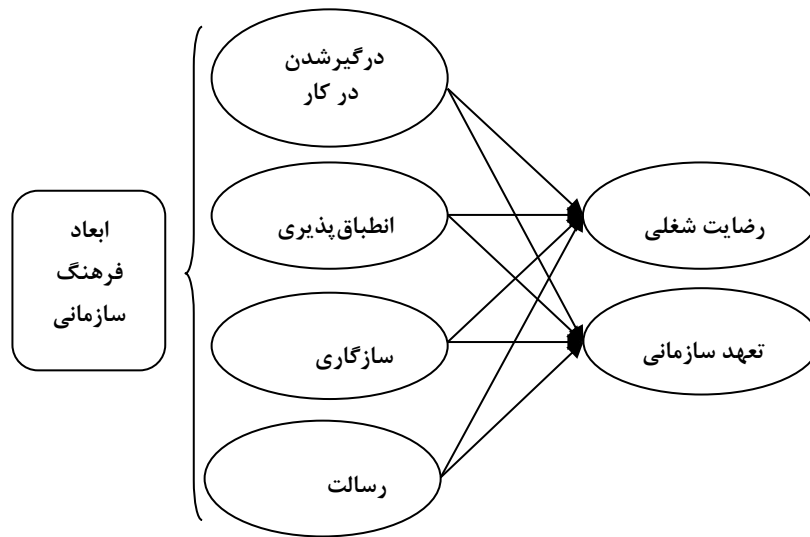 درگیرشدن
در کار
انطباق‌پذیری
سازگاری
رسالت
ابعاد
فرهنگ
سازمانی
رضایت شغلی
تعهد سازمانی